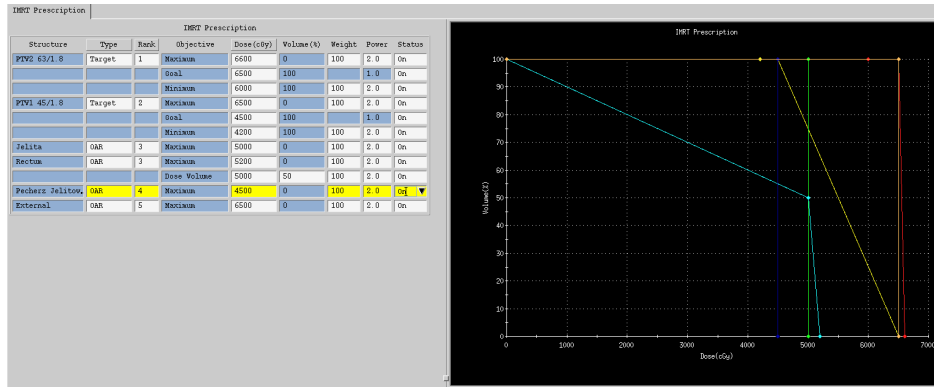 IMRT Prescription
IMRT Prescription
Structure Type Rank Objective Dose(cGy) Volume(%) Weight Power Status
PTV2 63/1.8 Target 1 Maximum 6600 0 100 2.0 On
Goal 6500 100 1.0 On
Minimum 6000 100 100 2.0 On
PTV1 45/1.8 Target 2 Maximum 6500 0 100 2.0 On
Goal 4500 100 1.0 On
Minimum 4200 100 100 2.0 On
Jelita OAR 3 Maximum 5000 0 100 2.0 On
Rectum OAR 3 Maximum 5200 0 100 2.0 On
Dose Volume 5000 50 100 2.0 On
Pecherz Jelitov. OAR 4 Maximum 4500 0 100 2.0 On
External OAR 5 Maximum 6500 0 100 2.0 On
IMRT Prescription
Volume(%)
100
90
80
70
60
50
40
30
20
10
0
0 1000 2000 3000 4000 5000 6000 7000
Dose(cGy)